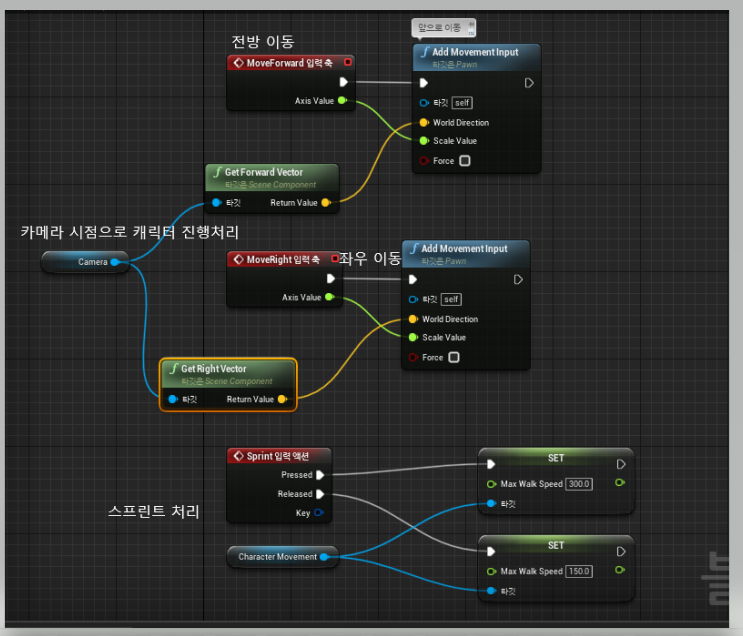 앞으로 이동
전방 이동
MoveForward 입력 축
Axis Value
f Add Movement Input
타깃은 Pawn
타깃 self
World Direction
Scale Value
Force
f Get Forward Vector
타깃은 Scene Component
타깃 Return Value
카메라 시점으로 캐릭터 진행처리
Camera
MoveRight 입력 축
Axis Value
좌우 이동
f Add Movement Input
타깃은 Pawn
타깃 self
World Direction
Scale Value
Force
f Get Right Vector
타깃은 Scene Component
타깃 Return Value
스프린트 처리
Sprint 입력 액션
Pressed
Released
Key
Character Movement
SET
Max Walk Speed 300.0
타깃
SET
Max Walk Speed 150.0
타깃